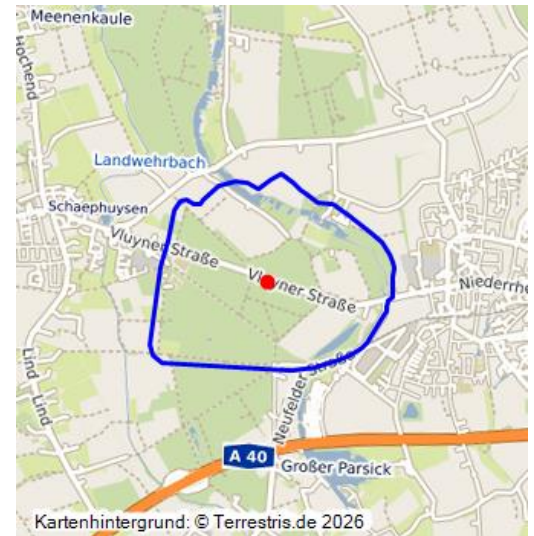 Meenenkaule
Hochend
Landwehrbach
Schaephuysen
Vluyner Straße
Vluyner Straße
Niederrhe
Lind
Lind
Neufelder Straße
A 40
Großer Parsick
Kartenhintergrund: © Terrestris.de 2026